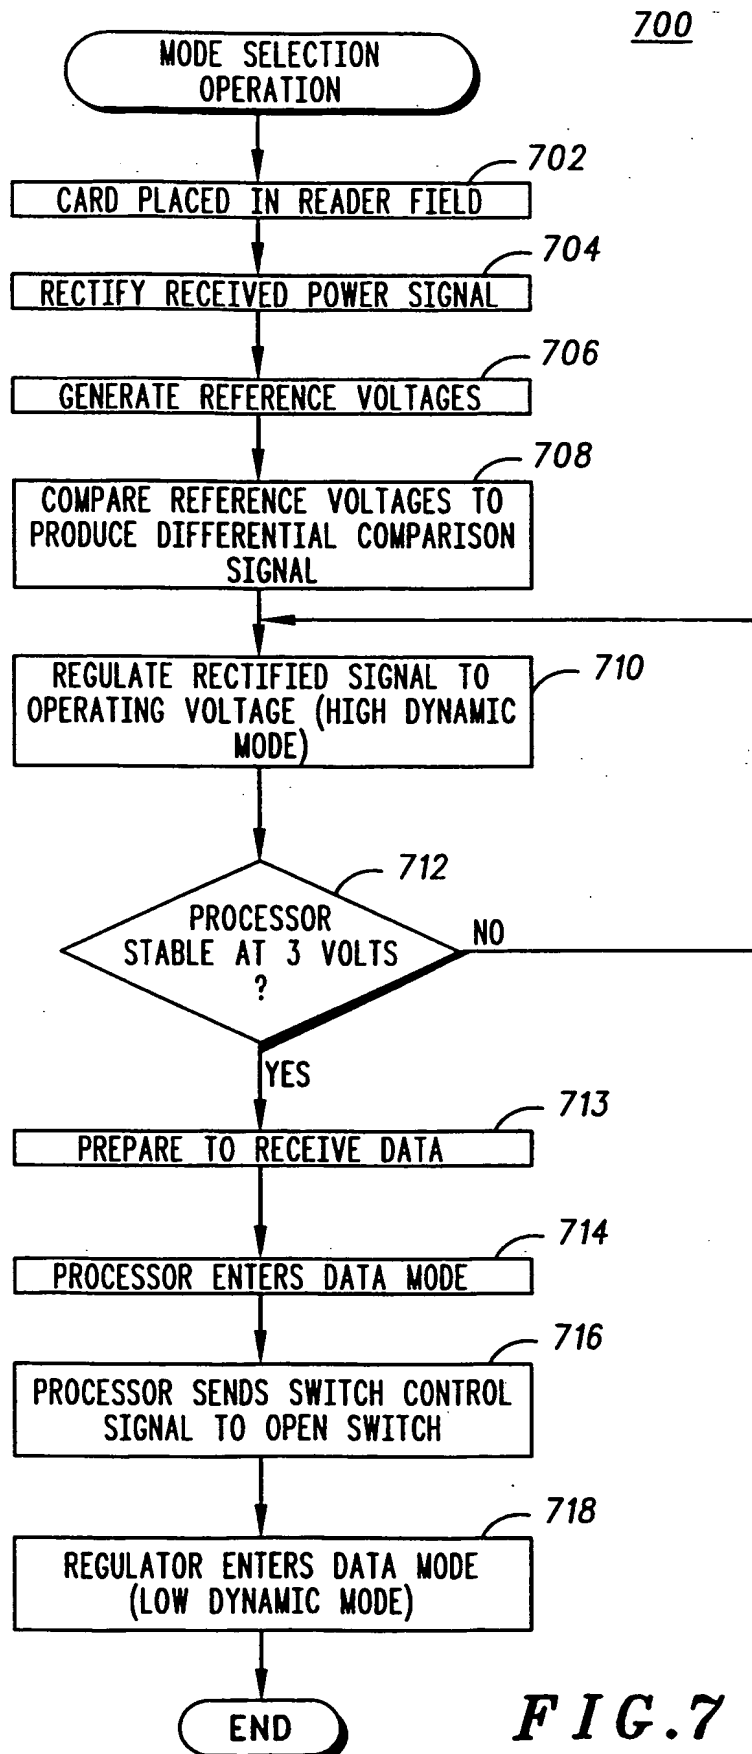 700
MODE SELECTION
OPERATION
702
CARD PLACED IN READER FIELD
704
RECTIFY RECEIVED POWER SIGNAL
706
GENERATE REFERENCE VOLTAGES
708
COMPARE REFERENCE VOLTAGES TO
PRODUCE DIFFERENTIAL COMPARISON
SIGNAL
710
REGULATE RECTIFIED SIGNAL TO
OPERATING VOLTAGE (HIGH DYNAMIC
MODE)
712
PROCESSOR
STABLE AT 3 VOLTS
?
NO
YES
713
PREPARE TO RECEIVE DATA
714
PROCESSOR ENTERS DATA MODE
716
PROCESSOR SENDS SWITCH CONTROL
SIGNAL TO OPEN SWITCH
718
REGULATOR ENTERS DATA MODE
(LOW DYNAMIC MODE)
END
FIG.7